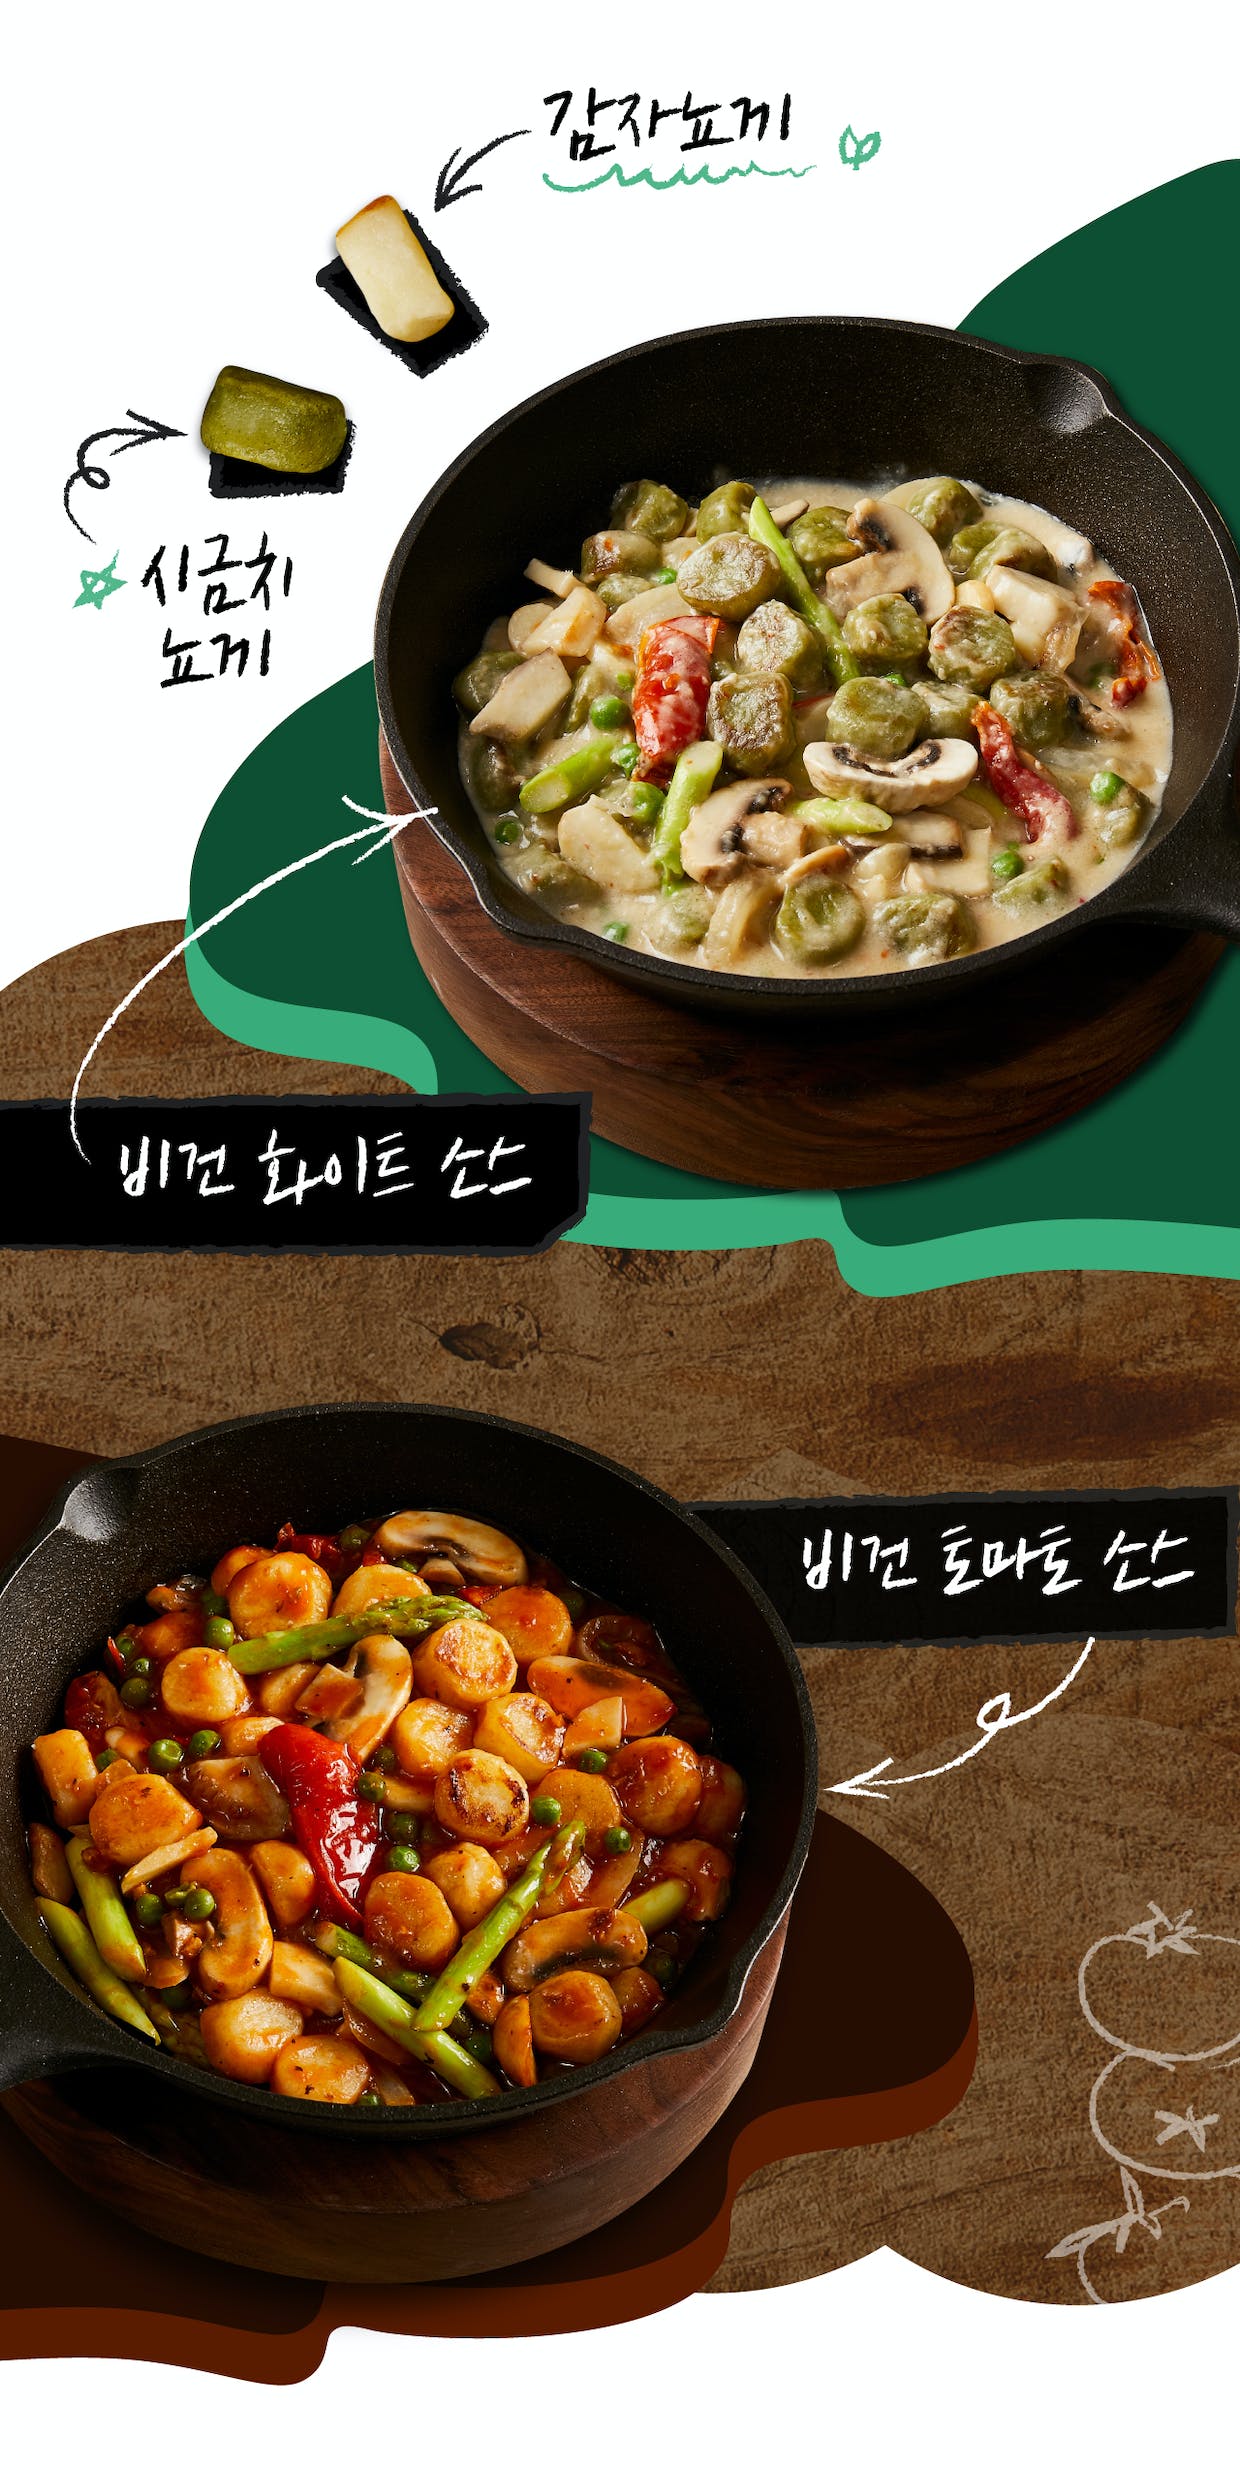 감자뇨끼
시금치
뇨끼
비건 화이트 소스
비건 토마토 소스